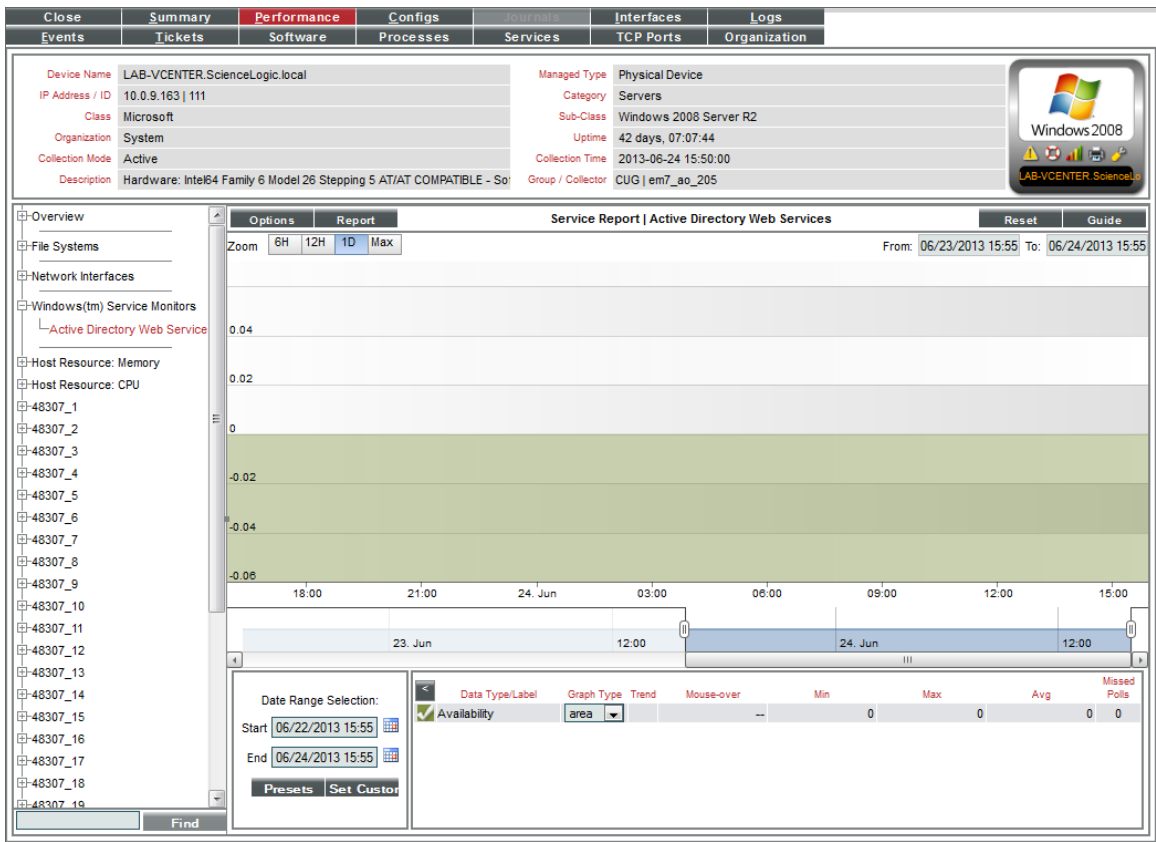 Close Summary Performance Configs Journals Interfaces Logs
Events Tickets Software Processes Services TCP Ports Organization
Device Name LAB-VCENTER.ScienceLogic.local
IP Address / ID 10.0.9.163 | 111
Class Microsoft
Organization System
Collection Mode Active
Description Hardware: Intel64 Family 6 Model 26 Stepping 5 AT/AT COMPATIBLE - So
Managed Type Physical Device
Category Servers
Sub-Class Windows 2008 Server R2
Uptime 42 days, 07:07:44
Collection Time 2013-06-24 15:50:00
Group / Collector CUG | em7_ao_205
Windows 2008
LAB-VCENTER.ScienceLo
Overview
File Systems
Network Interfaces
Windows(tm) Service Monitors
Active Directory Web Service
Host Resource: Memory
Host Resource: CPU
48307_1
48307_2
48307_3
48307_4
48307_5
48307_6
48307_7
48307_8
48307_9
48307_10
48307_11
48307_12
48307_13
48307_14
48307_15
48307_16
48307_17
48307_18
48307_19
Find
Options Report Service Report | Active Directory Web Services Reset Guide
Zoom 6H 12H 1D Max From: 06/23/2013 15:55 To: 06/24/2013 15:55
0.04
0.02
0
-0.02
-0.04
-0.06
18:00 21:00 24. Jun 03:00 06:00 09:00 12:00 15:00
23. Jun 12:00 24. Jun 12:00
Date Range Selection:
Start 06/22/2013 15:55
End 06/24/2013 15:55
Presets Set Custor
< Data Type/Label Graph Type Trend Mouse-over Min Max Avg Missed Polls
Availability area -- 0 0 0 0